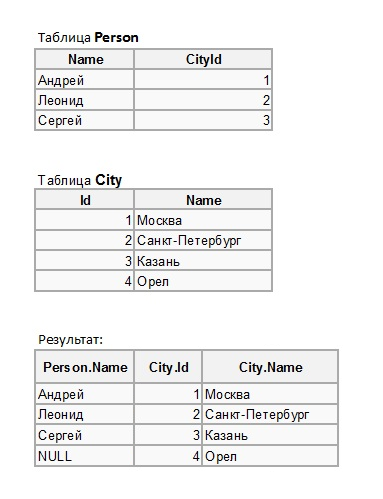 Таблица Person
Name CityId
Андрей 1
Леонид 2
Сергей 3
Таблица City
Id Name
1 Москва
2 Санкт-Петербург
3 Казань
4 Орел
Результат:
Person.Name City.Id City.Name
Андрей 1 Москва
Леонид 2 Санкт-Петербург
Сергей 3 Казань
NULL 4 Орел